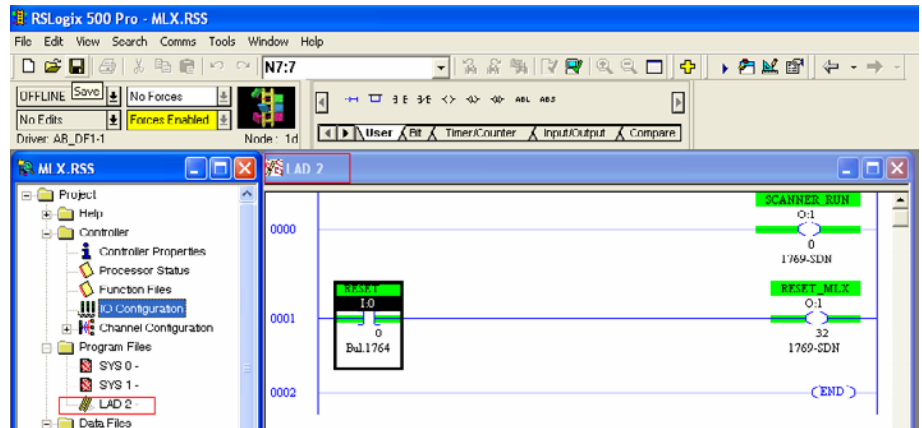 RSLogix 500 Pro - MLX.RSS
File Edit View Search Comms Tools Window Help
N7:7
OFFLINE Save No Forces
No Edits Forces Enabled
Driver: AB_DF1-1 Node: 1d
ABL ABS
User Bit Timer/Counter Input/Output Compare
MLX.RSS
LAD 2
Project
Help
Controller
Controller Properties
Processor Status
Function Files
IO Configuration
Channel Configuration
Program Files
SYS 0 -
SYS 1 -
LAD 2 -
Data Files
SCANNER_RUN
O:1
0000
0
1769-SDN
RESET
I:0
0001
0
Bul.1764
RESET_MLX
O:1
32
1769-SDN
0002
(END)